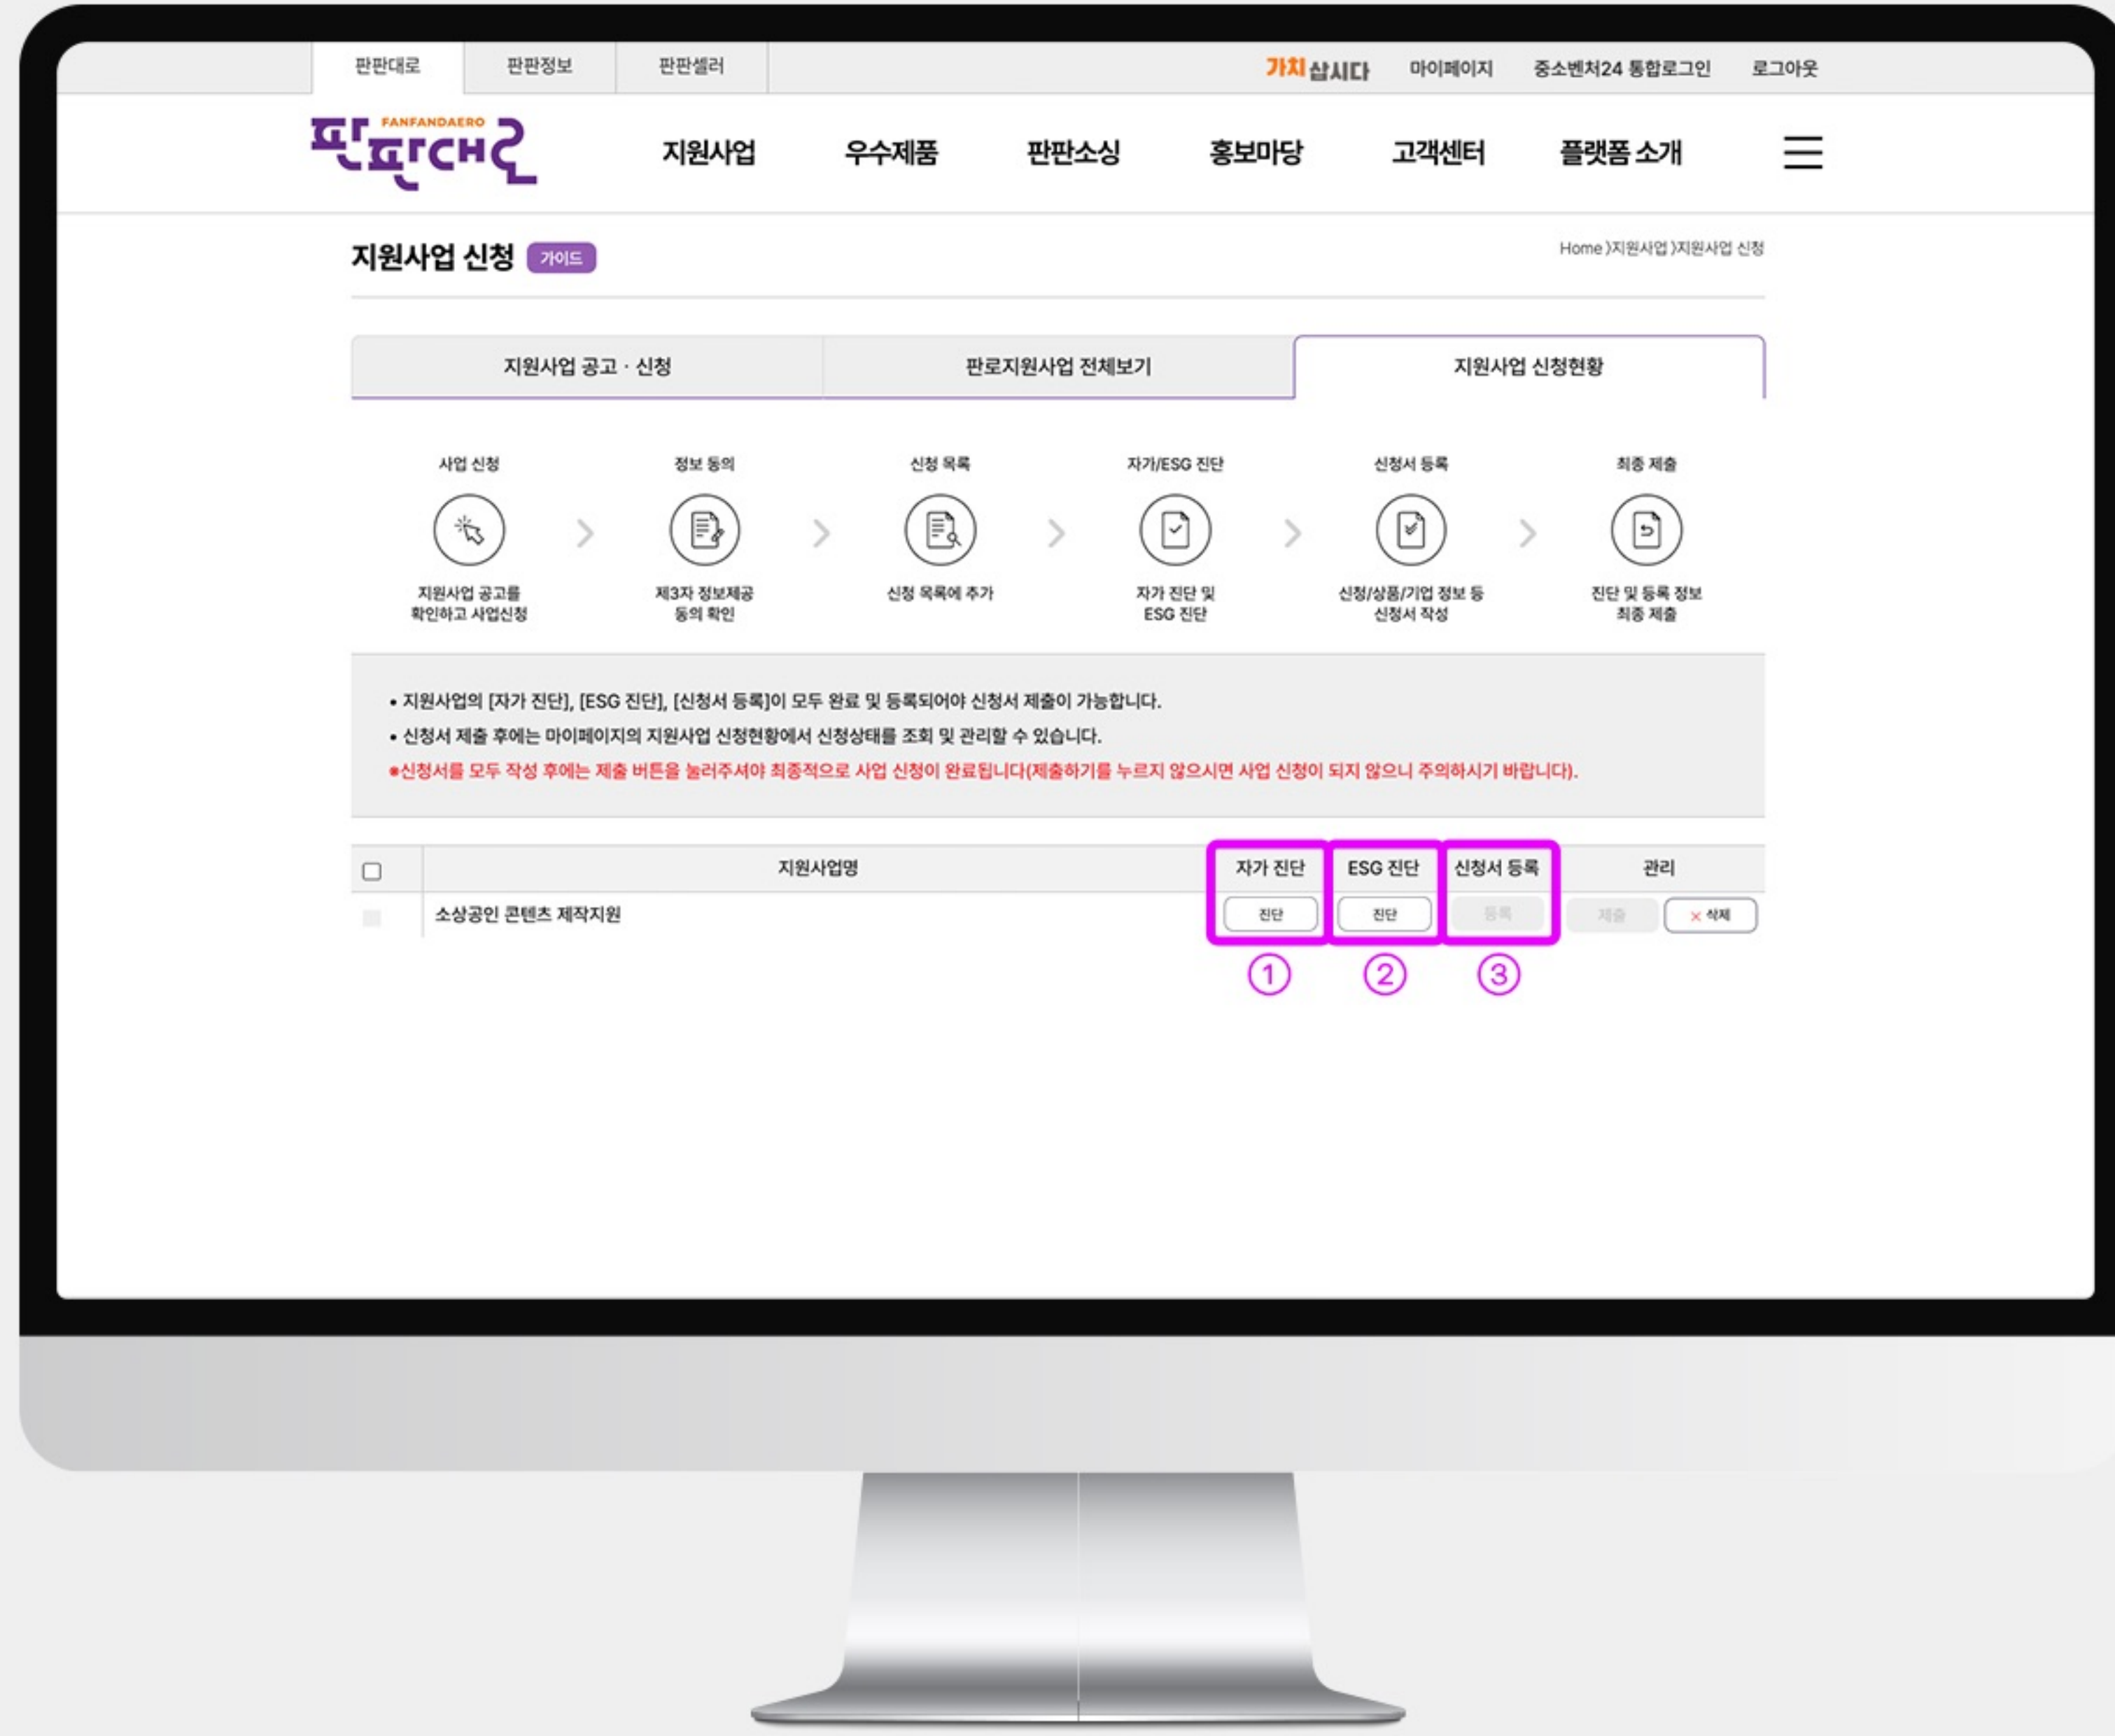 판판대로 판판정보 판판셀러 가치삽시다 마이페이지 중소벤처24 통합로그인 로그아웃
판판대로 FANFANDAERO
지원사업 우수제품 판판소싱 홍보마당 고객센터 플랫폼 소개
지원사업 신청 가이드 Home 〉지원사업 〉지원사업 신청
지원사업 공고 · 신청 판로지원사업 전체보기 지원사업 신청현황
사업 신청 정보 동의 신청 목록 자가/ESG 진단 신청서 등록 최종 제출
지원사업 공고를 제3자 정보제공 신청 목록에 추가 자가 진단 및 신청/상품/기업 정보 등 진단 및 등록 정보
확인하고 사업신청 동의 확인 ESG 진단 신청서 작성 최종 제출
• 지원사업의 [자가 진단], [ESG 진단], [신청서 등록]이 모두 완료 및 등록되어야 신청서 제출이 가능합니다.
• 신청서 제출 후에는 마이페이지의 지원사업 신청현황에서 신청상태를 조회 및 관리할 수 있습니다.
※신청서를 모두 작성 후에는 제출 버튼을 눌러주셔야 최종적으로 사업 신청이 완료됩니다(제출하기를 누르지 않으시면 사업 신청이 되지 않으니 주의하시기 바랍니다).
지원사업명 자가 진단 ESG 진단 신청서 등록 관리
소상공인 콘텐츠 제작지원 진단 진단 등록 제출 × 삭제
① ② ③